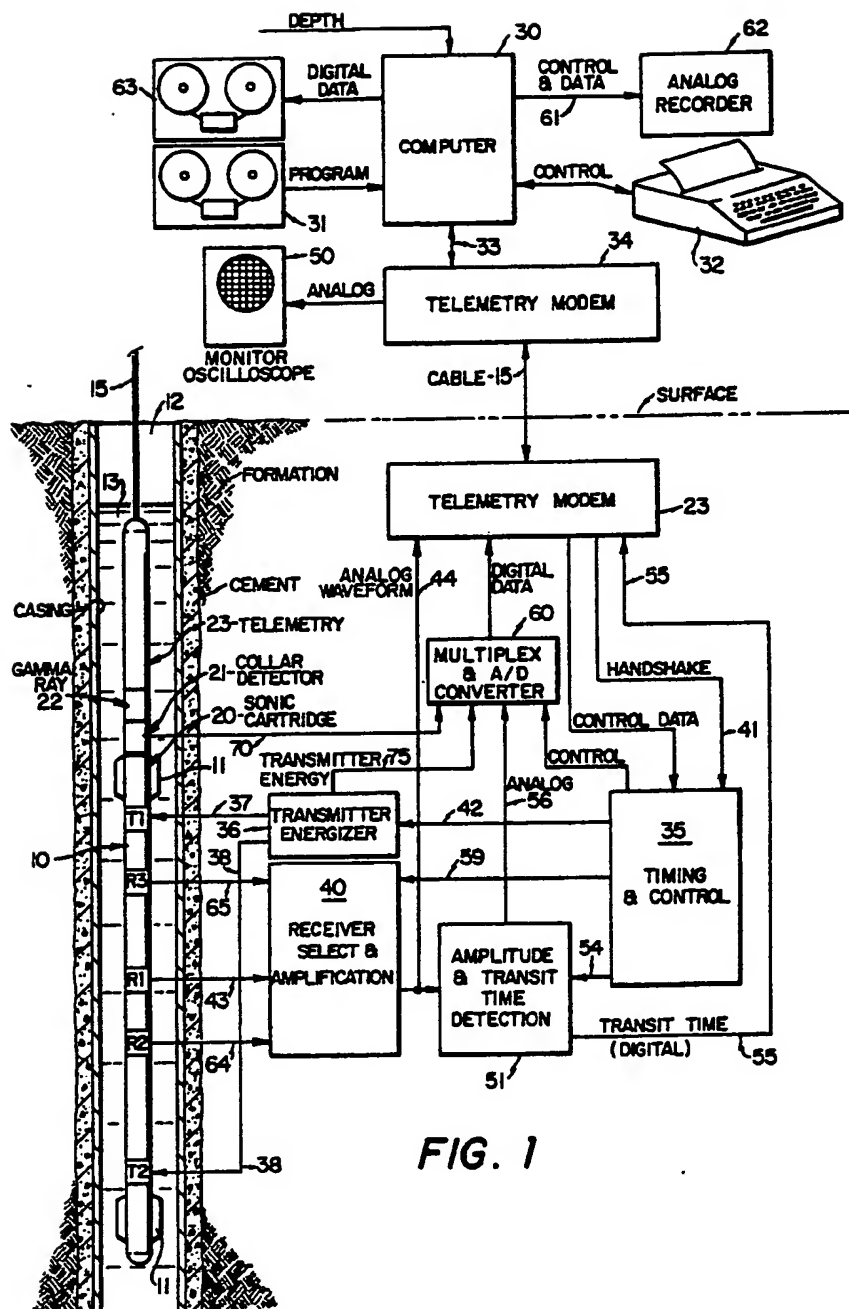 DEPTH
30
62
63
DIGITAL
DATA
CONTROL
& DATA
61
ANALOG
RECORDER
COMPUTER
PROGRAM
CONTROL
31
32
33
50
34
ANALOG
TELEMETRY MODEM
MONITOR
OSCILLOSCOPE
CABLE-15
15
12
SURFACE
13
FORMATION
TELEMETRY MODEM
23
CEMENT
CASING
ANALOG
WAVEFORM
44
DIGITAL
DATA
55
23-TELEMETRY
60
MULTIPLEX
& A/D
CONVERTER
HANDSHAKE
GAMMA
RAY
22
21-COLLAR
DETECTOR
20-SONIC
CARTRIDGE
70
CONTROL DATA
41
TRANSMITTER
ENERGY
75
CONTROL
11
ANALOG
56
37
36
TRANSMITTER
ENERGIZER
42
35
TIMING
& CONTROL
T1
10
38
59
R3
65
40
RECEIVER
SELECT &
AMPLIFICATION
R1
43
AMPLITUDE
& TRANSIT
TIME
DETECTION
54
R2
64
TRANSIT TIME
(DIGITAL)
55
51
T2
38
11
FIG. 1